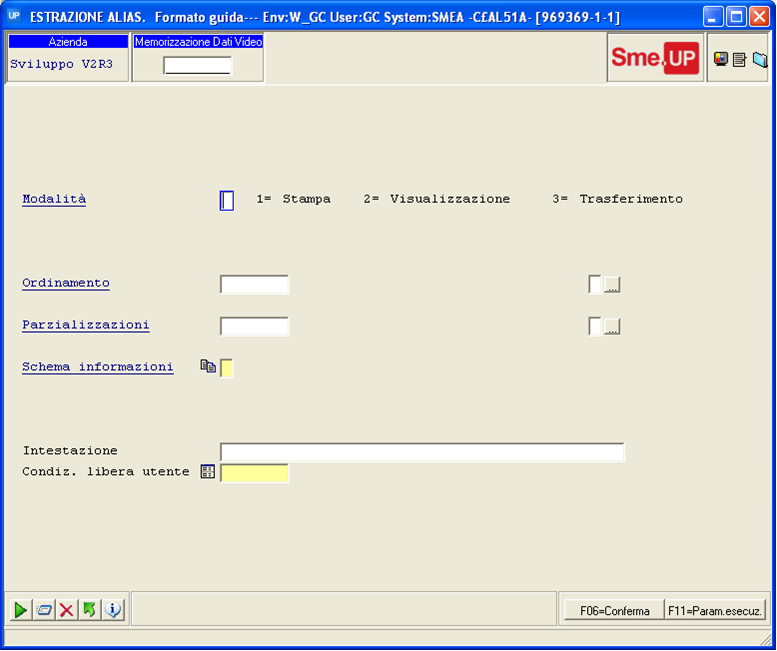 UP ESTRAZIONE ALIAS. Formato guida--- Env:W_GC User:GC System:SMEA -C£AL51A- [969369-1-1]
Azienda
Memorizzazione Dati Video
Sviluppo V2R3
Sme.UP
Modalità 1= Stampa 2= Visualizzazione 3= Trasferimento
Ordinamento ...
Parzializzazioni ...
Schema informazioni
Intestazione
Condiz. libera utente
F06=Conferma F11=Param.esecuz.